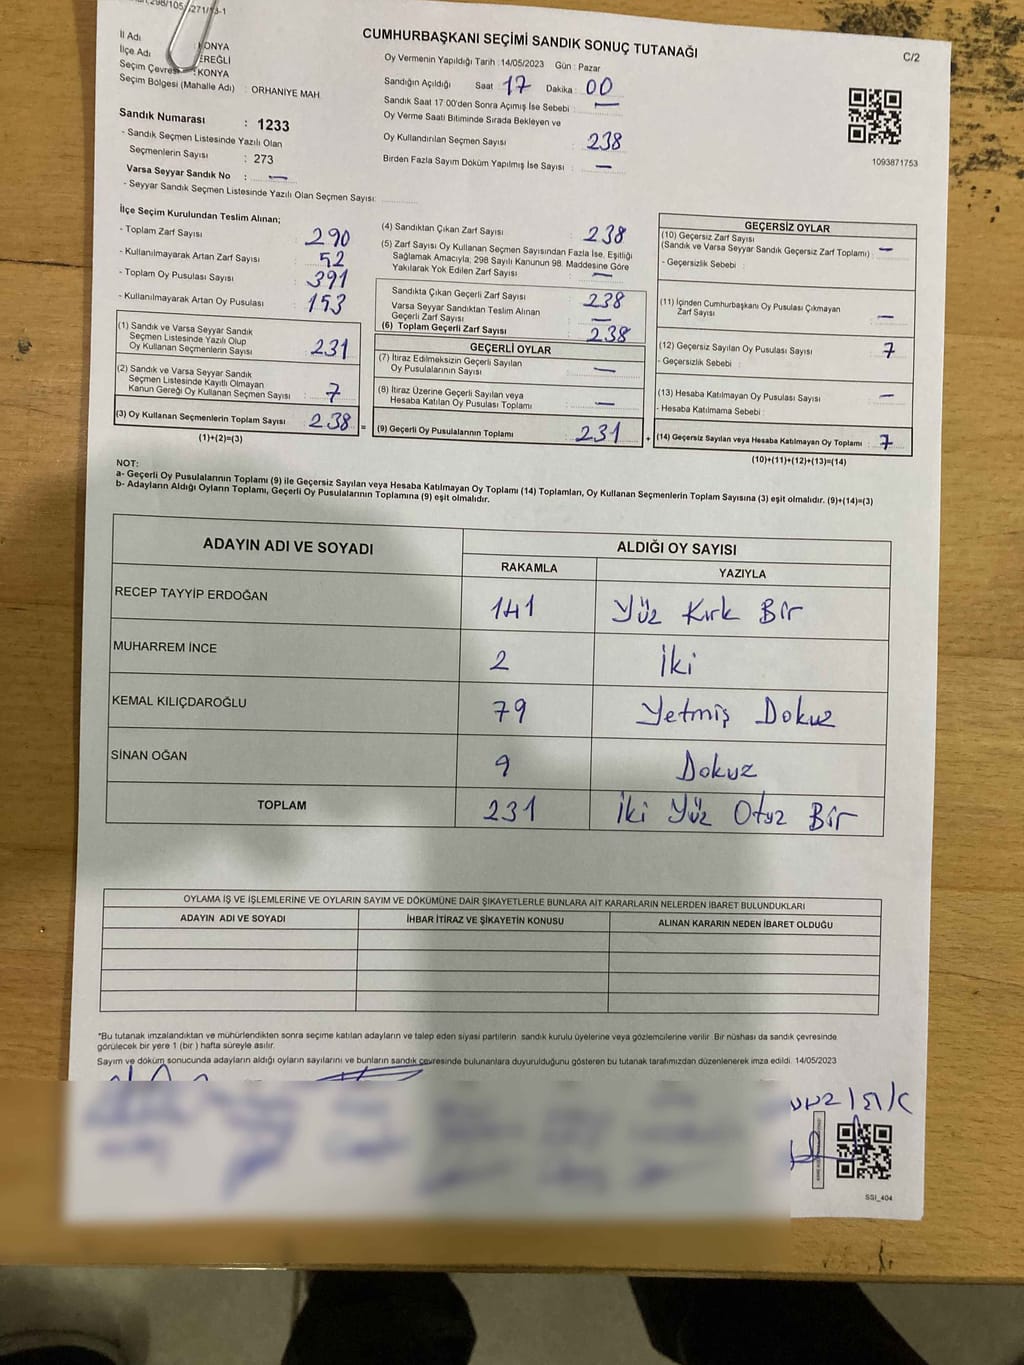 298/105
271/13-1
CUMHURBAŞKANI SEÇİMİ SANDIK SONUÇ TUTANAĞI
C/2
İl Adı : KONYA
İlçe Adı EREĞLİ
Seçim Çevresi : KONYA
Seçim Bölgesi (Mahalle Adı) : ORHANİYE MAH
Oy Vermenin Yapıldığı Tarih : 14/05/2023 Gün : Pazar
Sandığın Açıldığı Saat 17 Dakika : 00
Sandık Saat 17 00'den Sonra Açımış İse Sebebi : —
Oy Verme Saati Bitiminde Sırada Bekleyen ve
Oy Kullandırılan Seçmen Sayısı : 238
Birden Fazla Sayım Döküm Yapılmış İse Sayısı : —
1093871753
Sandık Numarası : 1233
- Sandık Seçmen Listesinde Yazılı Olan
Seçmenlerin Sayısı : 273
Varsa Seyyar Sandık No : —
- Seyyar Sandık Seçmen Listesinde Yazılı Olan Seçmen Sayısı:
İlçe Seçim Kurulundan Teslim Alınan;
- Toplam Zarf Sayısı : 290
- Kullanılmayarak Artan Zarf Sayısı : 52
- Toplam Oy Pusulası Sayısı : 391
- Kullanılmayarak Artan Oy Pusulası : 153
(1) Sandık ve Varsa Seyyar Sandık
Seçmen Listesinde Yazılı Olup
Oy Kullanan Seçmenlerin Sayısı : 231
(2) Sandık ve Varsa Seyyar Sandık
Seçmen Listesinde Kayıtlı Olmayan
Kanun Gereği Oy Kullanan Seçmen Sayısı : 7
(3) Oy Kullanan Seçmenlerin Toplam Sayısı : 238 =
(1)+(2)=(3)
(4) Sandıktan Çıkan Zarf Sayısı : 238
(5) Zarf Sayısı Oy Kullanan Seçmen Sayısından Fazla İse, Eşitliği
Sağlamak Amacıyla, 298 Sayılı Kanunun 98. Maddesine Göre
Yakılarak Yok Edilen Zarf Sayısı : —
Sandıkta Çıkan Geçerli Zarf Sayısı : 238
Varsa Seyyar Sandıktan Teslim Alınan
Geçerli Zarf Sayısı : —
(6) Toplam Geçerli Zarf Sayısı : 238
GEÇERLİ OYLAR
(7) İtiraz Edilmeksizin Geçerli Sayılan
Oy Pusulalarının Sayısı : —
(8) İtiraz Üzerine Geçerli Sayılan veya
Hesaba Katılan Oy Pusulası Toplamı : —
(9) Geçerli Oy Pusulalarının Toplamı : 231 +
GEÇERSİZ OYLAR
(10) Geçersiz Zarf Sayısı
(Sandık ve Varsa Seyyar Sandık Geçersiz Zarf Toplamı) : —
- Geçersizlik Sebebi :
(11) İçinden Cumhurbaşkanı Oy Pusulası Çıkmayan
Zarf Sayısı : —
(12) Geçersiz Sayılan Oy Pusulası Sayısı : 7
- Geçersizlik Sebebi :
(13) Hesaba Katılmayan Oy Pusulası Sayısı : —
- Hesaba Katılmama Sebebi :
(14) Geçersiz Sayılan veya Hesaba Katılmayan Oy Toplamı : 7
(10)+(11)+(12)+(13)=(14)
NOT:
a- Geçerli Oy Pusulalarının Toplamı (9) ile Geçersiz Sayılan veya Hesaba Katılmayan Oy Toplamı (14) Toplamları, Oy Kullanan Seçmenlerin Toplam Sayısına (3) eşit olmalıdır. (9)+(14)=(3)
b- Adayların Aldığı Oyların Toplamı, Geçerli Oy Pusulalarının Toplamına (9) eşit olmalıdır.
ADAYIN ADI VE SOYADI ALDIĞI OY SAYISI
RAKAMLA YAZIYLA
RECEP TAYYİP ERDOĞAN 141 Yüz Kırk Bir
MUHARREM İNCE 2 İki
KEMAL KILIÇDAROĞLU 79 Yetmiş Dokuz
SİNAN OĞAN 9 Dokuz
TOPLAM 231 İki Yüz Otuz Bir
OYLAMA İŞ VE İŞLEMLERİNE VE OYLARIN SAYIM VE DÖKÜMÜNE DAİR ŞİKAYETLERLE BUNLARA AİT KARARLARIN NELERDEN İBARET BULUNDUKLARI
ADAYIN ADI VE SOYADI İHBAR İTİRAZ VE ŞİKAYETİN KONUSU ALINAN KARARIN NEDEN İBARET OLDUĞU
*Bu tutanak imzalandıktan ve mühürlendikten sonra seçime katılan adayların ve talep eden siyasi partilerin. sandık kurulu üyelerine veya gözlemcilerine verilir. Bir nüshası da sandık çevresinde
görülecek bir yere 1 (bir ) hafta süreyle asılır.
Sayım ve döküm sonucunda adayların aldığı oyların sayılarını ve bunların sandık çevresinde bulunanlara duyurulduğunu gösteren bu tutanak tarafımızdan düzenlenerek imza edildi. 14/05/2023
SSI_404